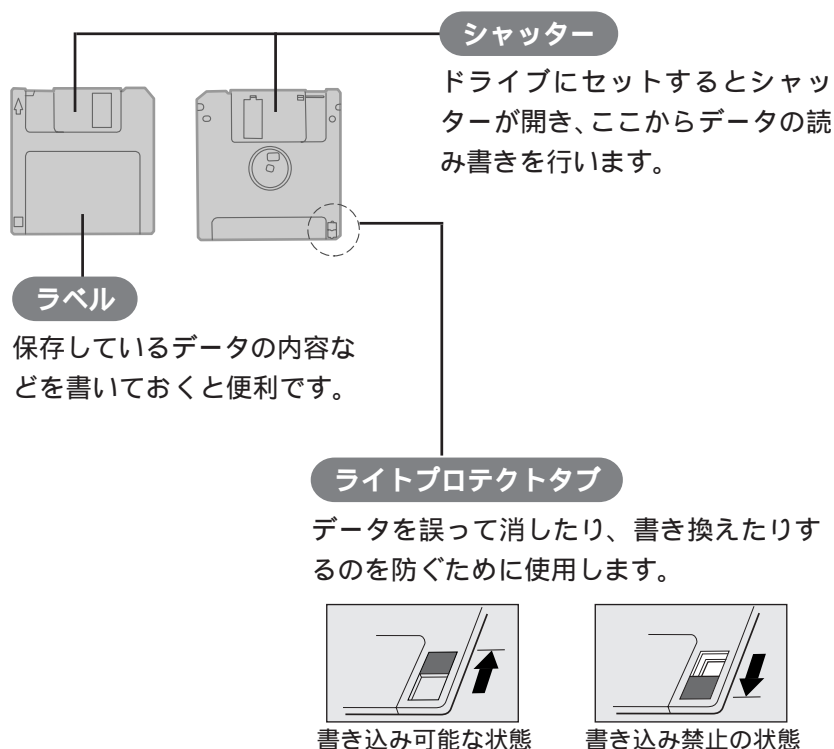 シャッター
ドライブにセットするとシャッ
ターが開き、ここからデータの読
み書きを行います。
ラベル
保存しているデータの内容な
どを書いておくと便利です。
ライトプロテクトタブ
データを誤って消したり、書き換えたりす
るのを防ぐために使用します。
書き込み可能な状態
書き込み禁止の状態